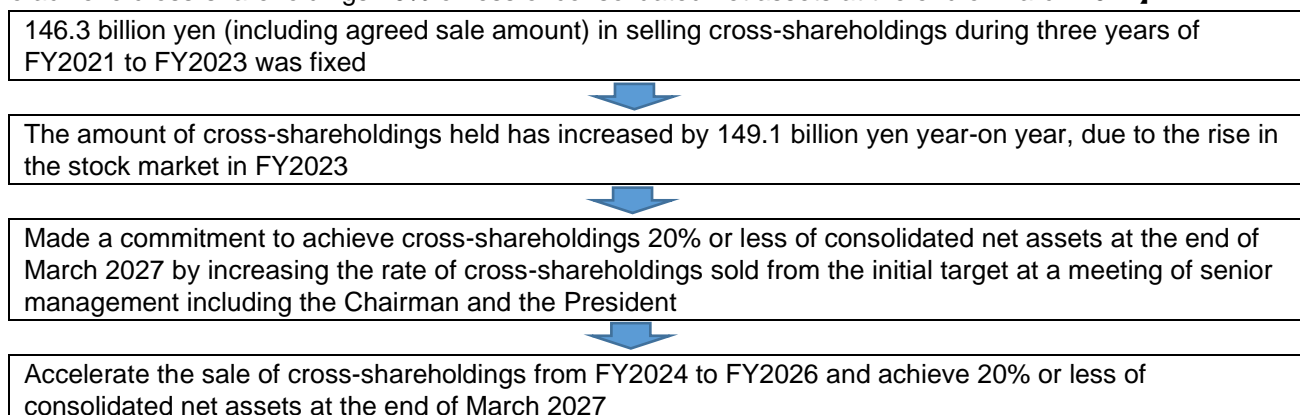 146.3 billion yen (including agreed sale amount) in selling cross-shareholdings during three years of
FY2021 to FY2023 was fixed
The amount of cross-shareholdings held has increased by 149.1 billion yen year-on year, due to the rise in
the stock market in FY2023
Made a commitment to achieve cross-shareholdings 20% or less of consolidated net assets at the end of
March 2027 by increasing the rate of cross-shareholdings sold from the initial target at a meeting of senior
management including the Chairman and the President
Accelerate the sale of cross-shareholdings from FY2024 to FY2026 and achieve 20% or less of
consolidated net assets at the end of March 2027